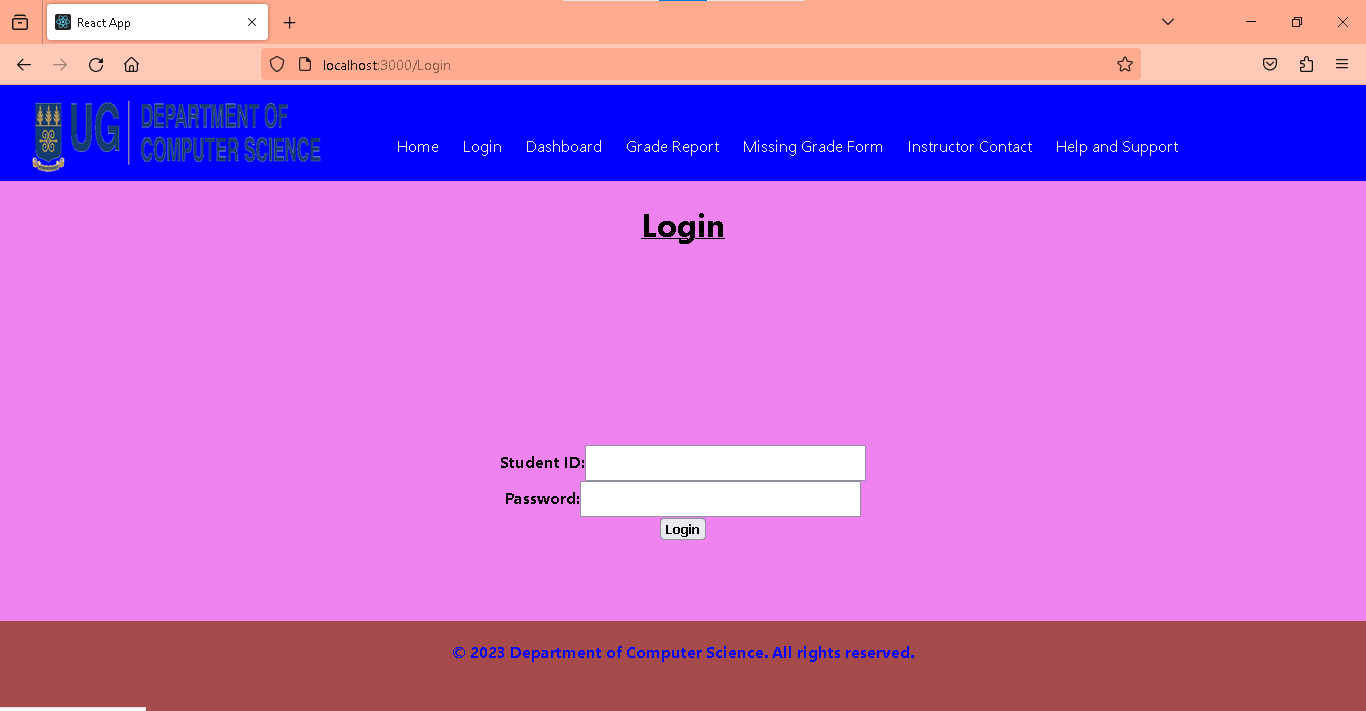 React App
localhost:3000/Login
UG
DEPARTMENT OF
COMPUTER SCIENCE
Home Login Dashboard Grade Report Missing Grade Form Instructor Contact Help and Support
Login
Student ID:
Password:
Login
© 2023 Department of Computer Science. All rights reserved.